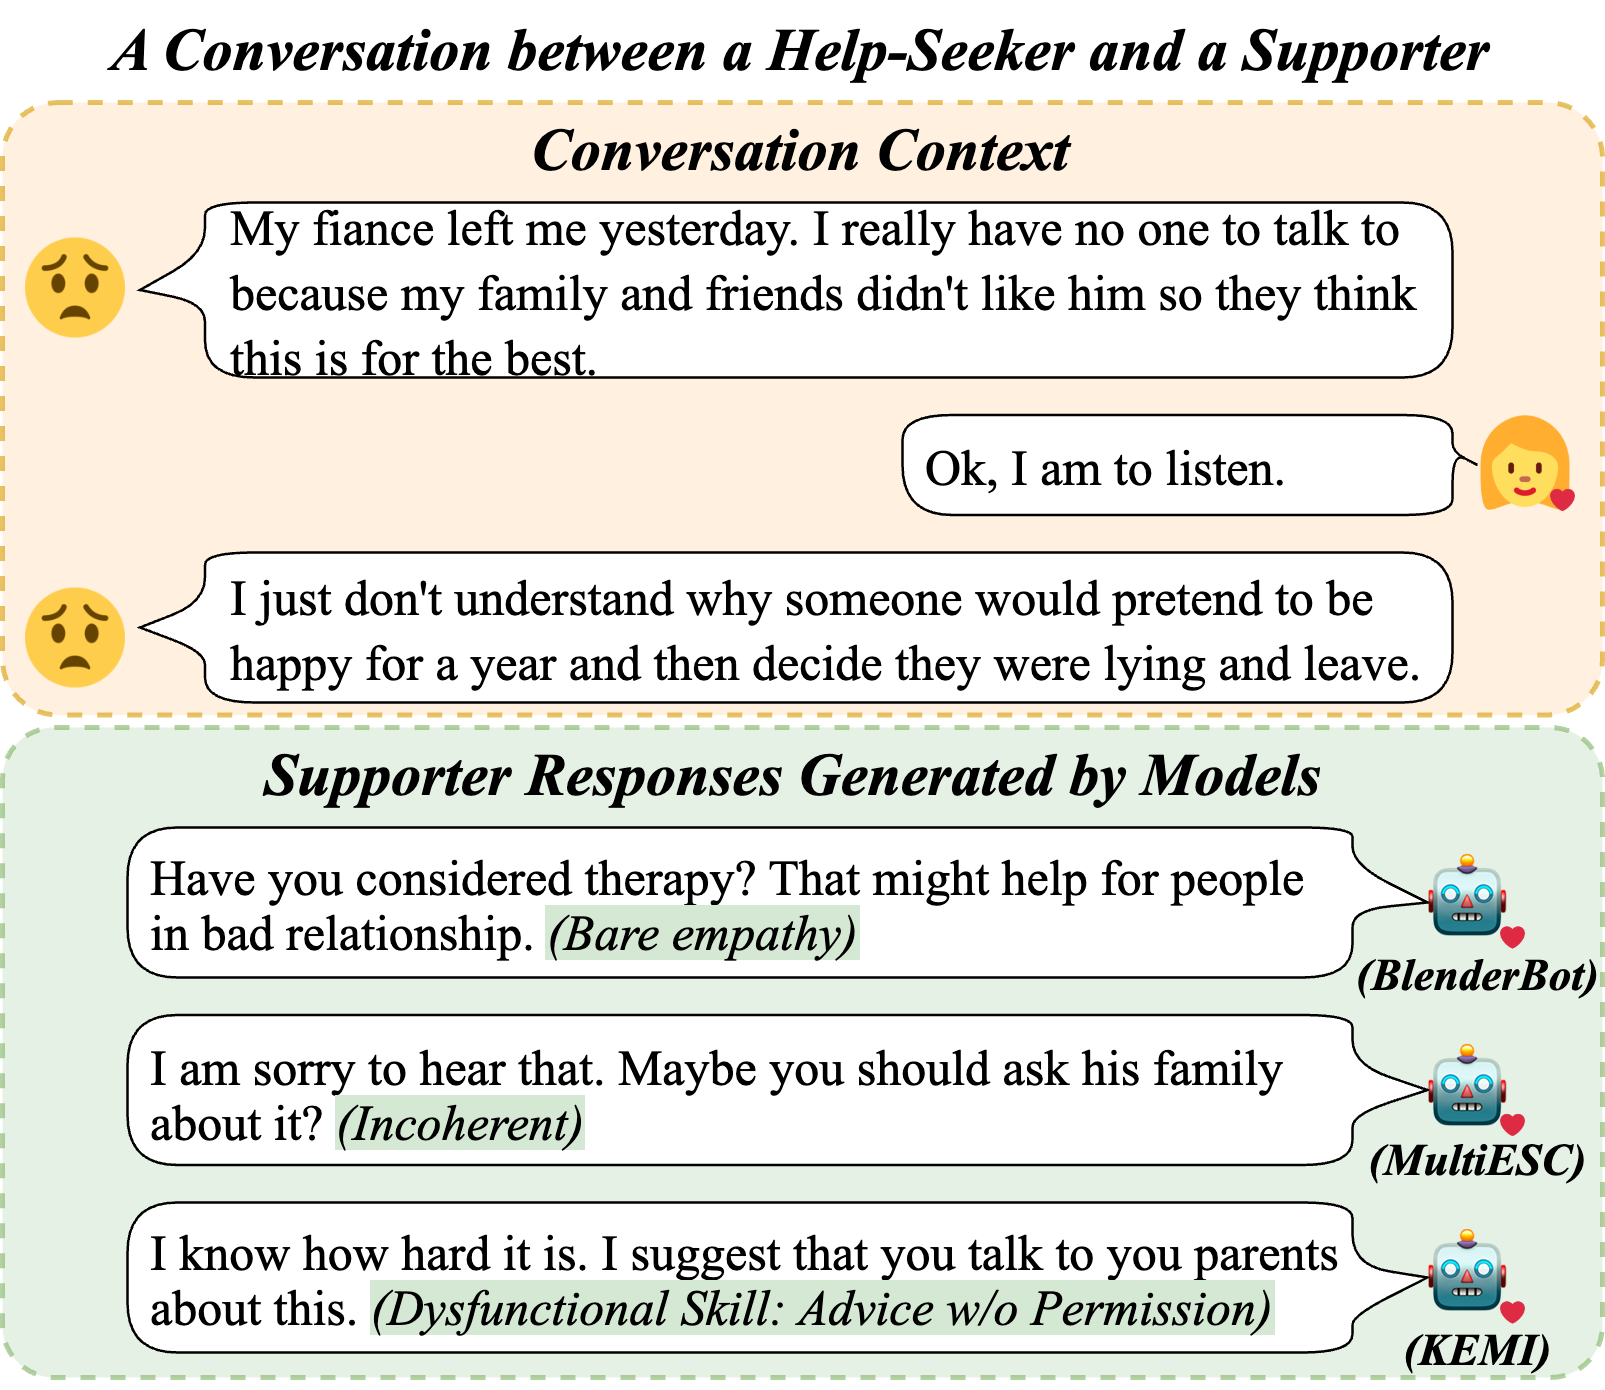 A Conversation between a Help-Seeker and a Supporter
Conversation Context
My fiance left me yesterday. I really have no one to talk to
because my family and friends didn't like him so they think
this is for the best.
Ok, I am to listen.
I just don't understand why someone would pretend to be
happy for a year and then decide they were lying and leave.
Supporter Responses Generated by Models
Have you considered therapy? That might help for people
in bad relationship. (Bare empathy)
(BlenderBot)
I am sorry to hear that. Maybe you should ask his family
about it? (Incoherent)
(MultiESC)
I know how hard it is. I suggest that you talk to you parents
about this. (Dysfunctional Skill: Advice w/o Permission)
(KEMI)